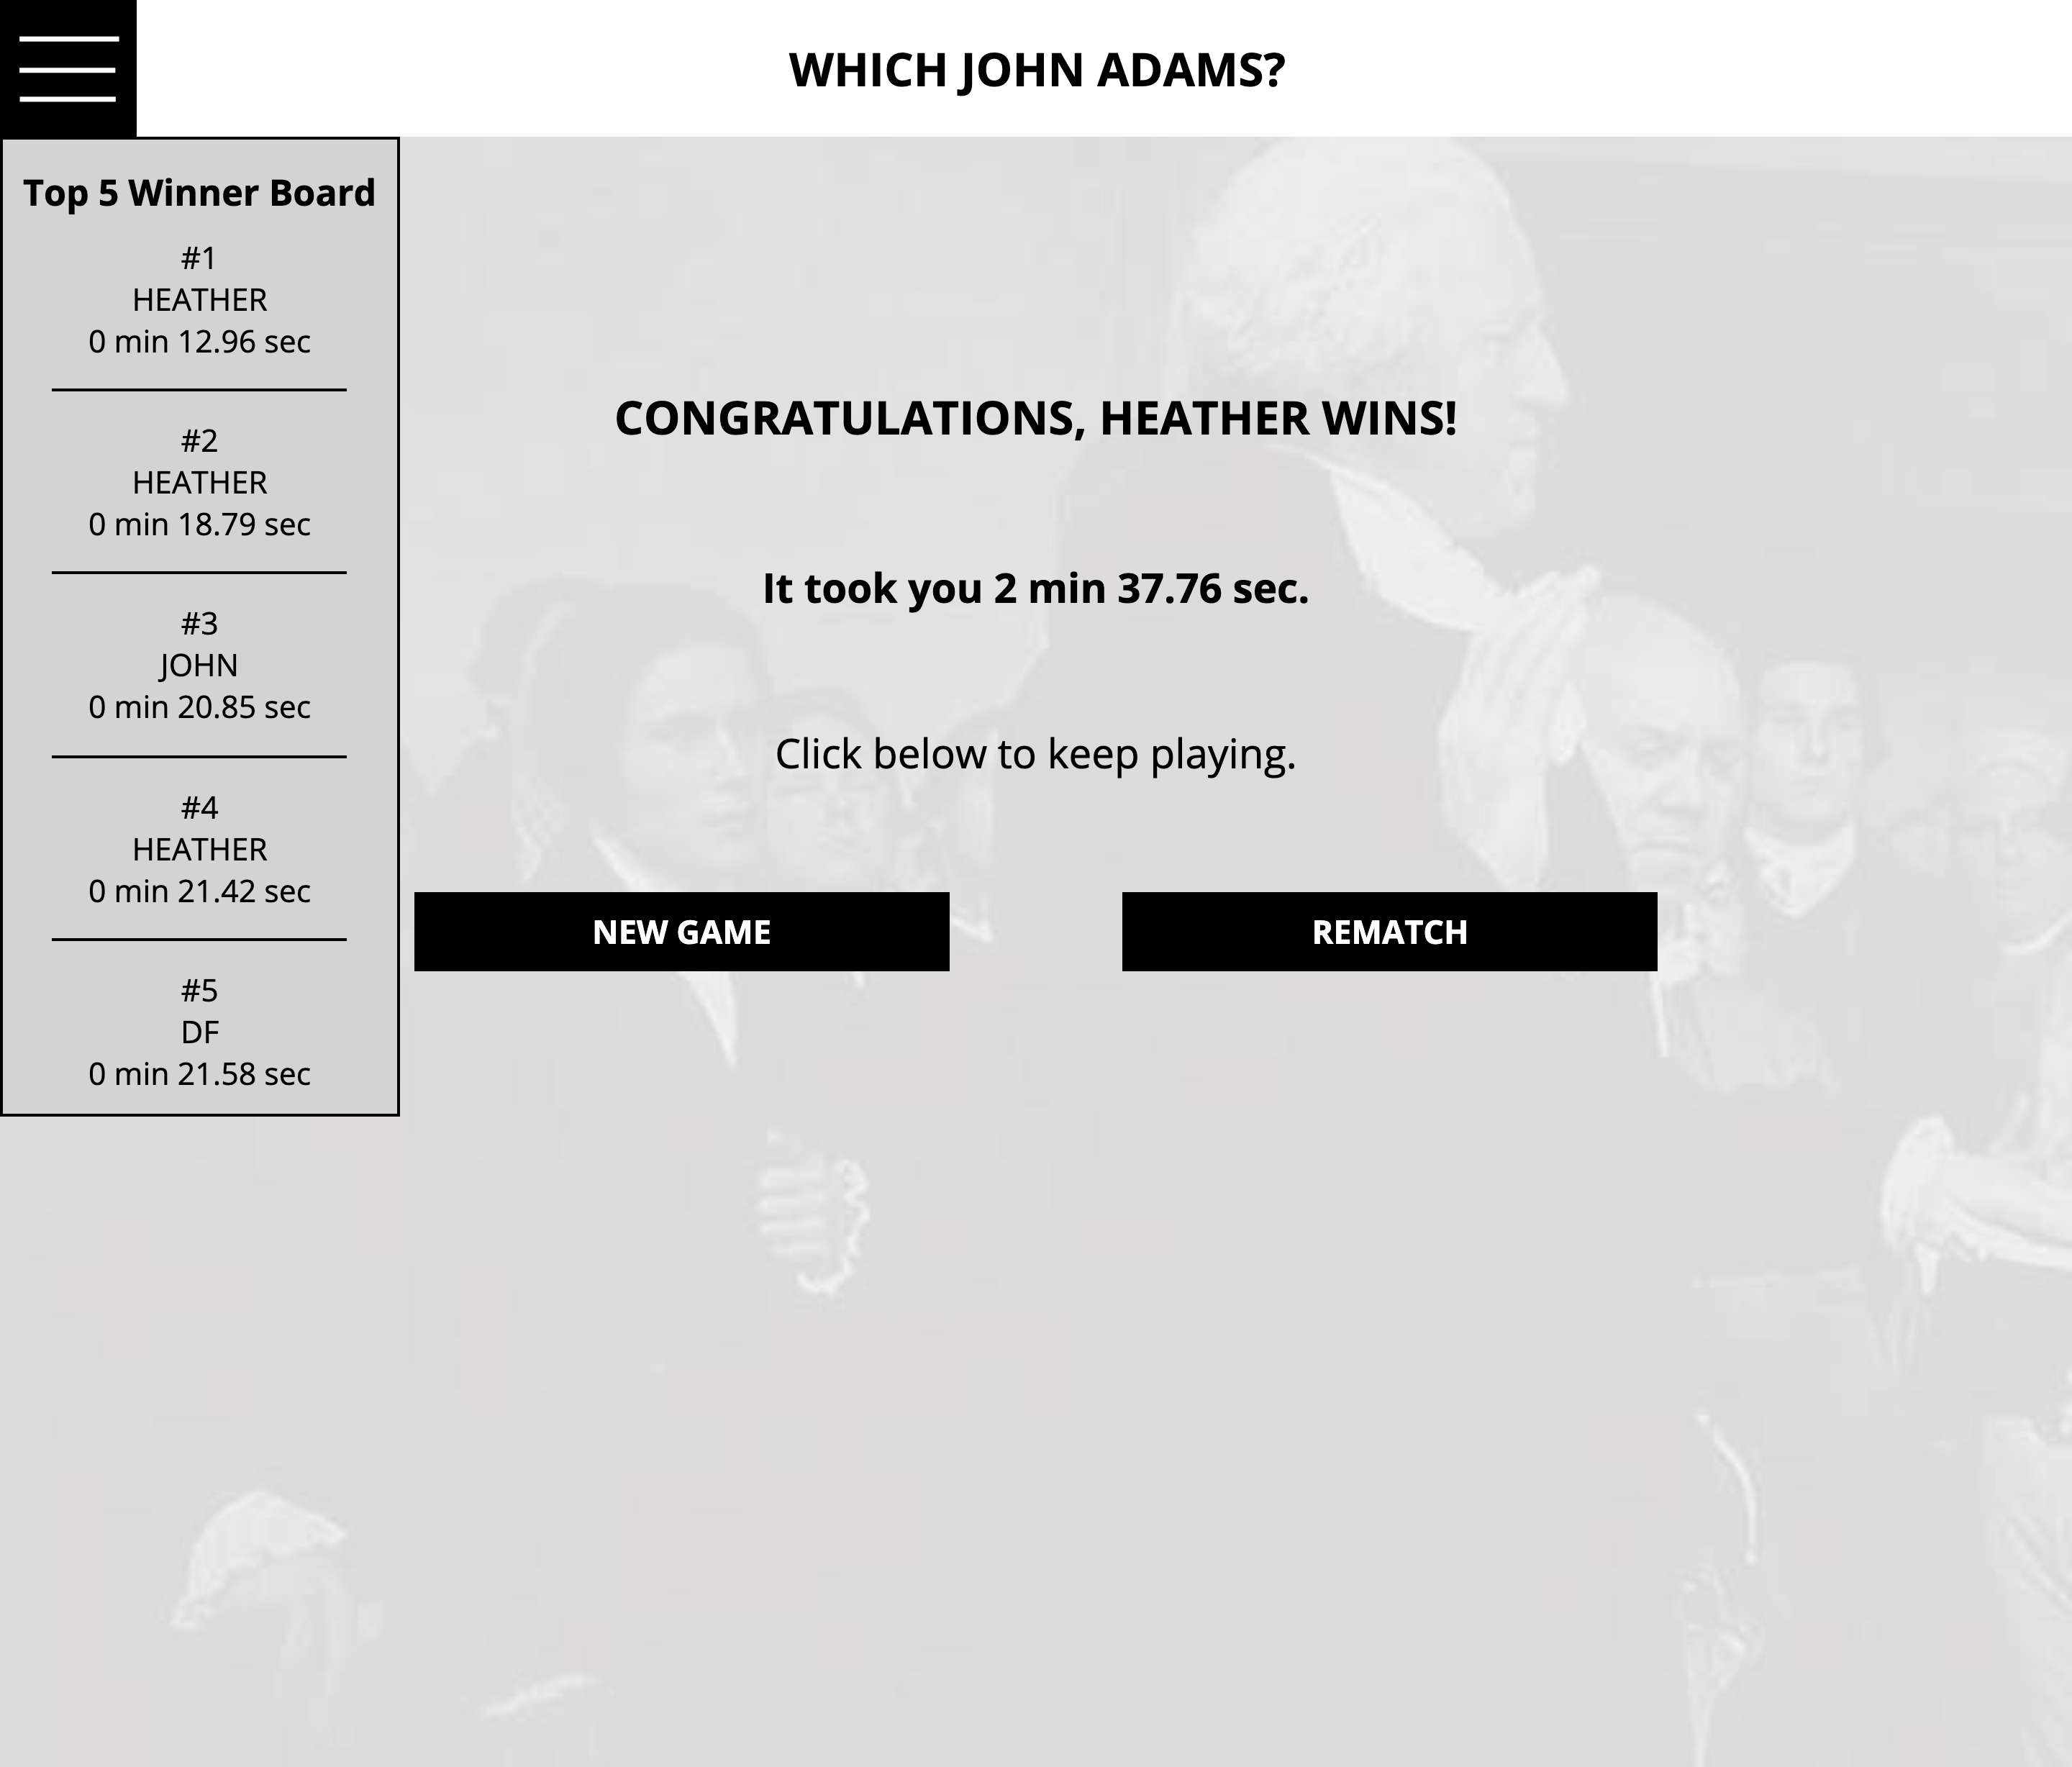 WHICH JOHN ADAMS?
Top 5 Winner Board
#1
HEATHER
0 min 12.96 sec
#2
HEATHER
0 min 18.79 sec
#3
JOHN
0 min 20.85 sec
#4
HEATHER
0 min 21.42 sec
#5
DF
0 min 21.58 sec
CONGRATULATIONS, HEATHER WINS!
It took you 2 min 37.76 sec.
Click below to keep playing.
NEW GAME
REMATCH